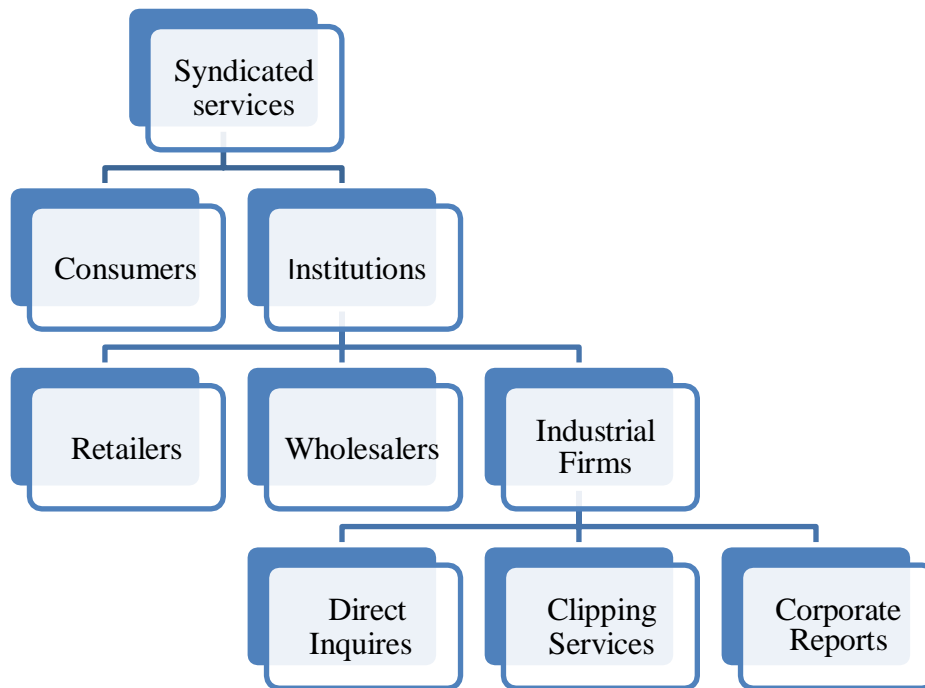 Syndicated
services
Consumers
Institutions
Retailers
Wholesalers
Industrial
Firms
Direct
Inquires
Clipping
Services
Corporate
Reports